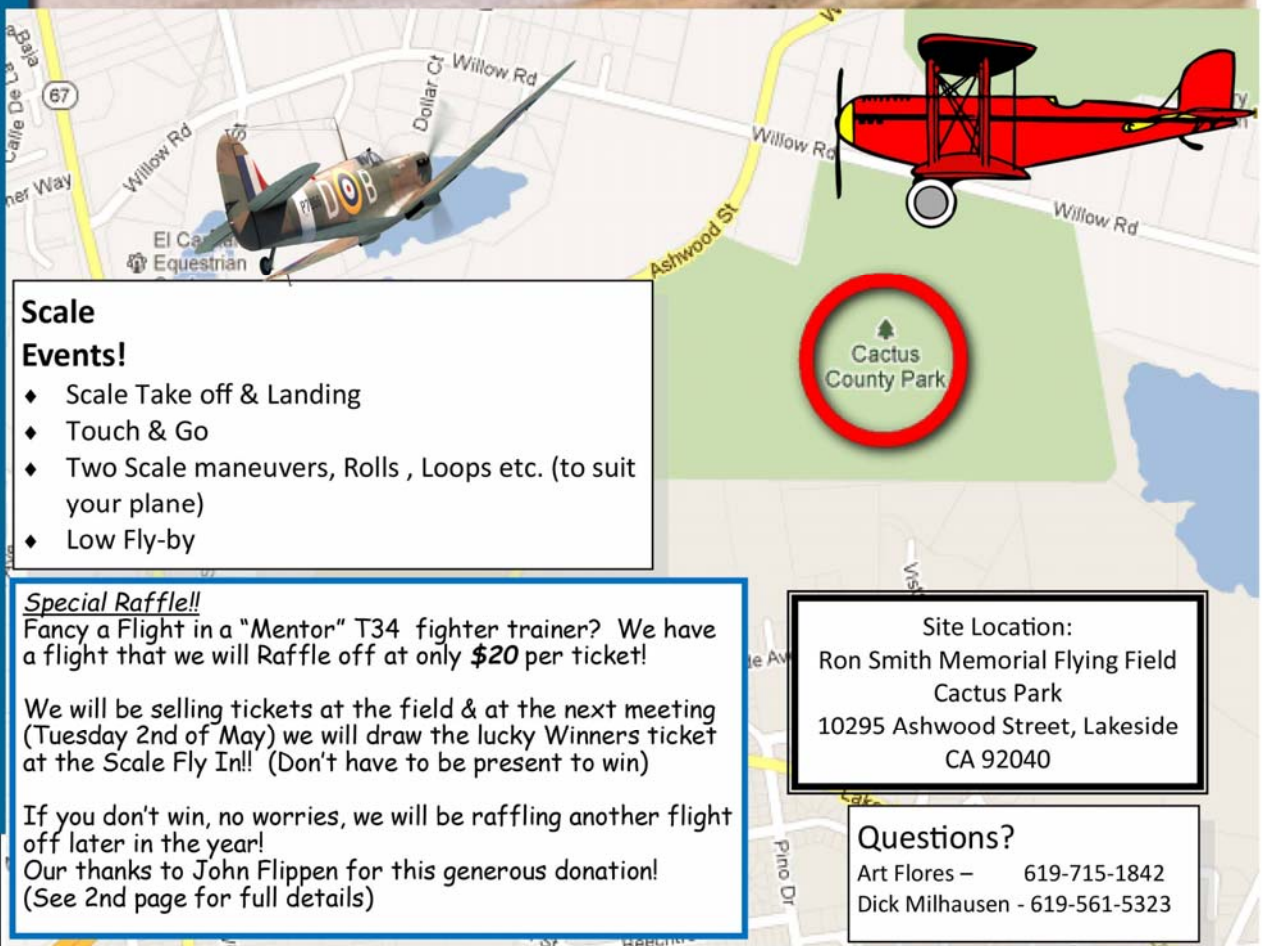 Calle De La
Baja
67
Willow Rd
St
Dollar Ct
Willow Rd
Willow Rd
Willow Rd
Ashwood St
El
Equestrian
D B
Cactus
County Park
Scale
Events!
♦ Scale Take off & Landing
♦ Touch & Go
♦ Two Scale maneuvers, Rolls , Loops etc. (to suit
your plane)
♦ Low Fly-by
Special Raffle!!
Fancy a Flight in a “Mentor” T34 fighter trainer? We have
a flight that we will Raffle off at only $20 per ticket!
We will be selling tickets at the field & at the next meeting
(Tuesday 2nd of May) we will draw the lucky Winners ticket
at the Scale Fly In!! (Don’t have to be present to win)
If you don’t win, no worries, we will be raffling another flight
off later in the year!
Our thanks to John Flippen for this generous donation!
(See 2nd page for full details)
Site Location:
Ron Smith Memorial Flying Field
Cactus Park
10295 Ashwood Street, Lakeside
CA 92040
Pino Dr
Questions?
Art Flores – 619-715-1842
Dick Milhausen - 619-561-5323